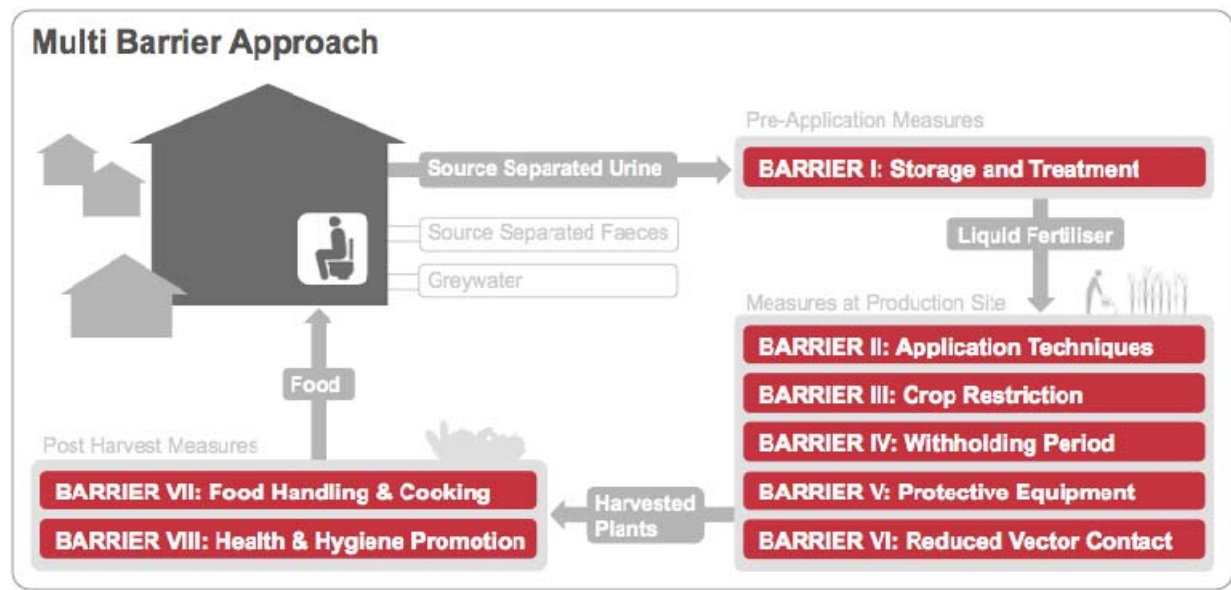 Multi Barrier Approach
Source Separated Urine
Source Separated Faeces
Greywater
Pre-Application Measures
BARRIER I: Storage and Treatment
Liquid Fertiliser
Measures at Production Site
BARRIER II: Application Techniques
BARRIER III: Crop Restriction
BARRIER IV: Withholding Period
BARRIER V: Protective Equipment
BARRIER VI: Reduced Vector Contact
Harvested
Plants
Post Harvest Measures
BARRIER VII: Food Handling & Cooking
BARRIER VIII: Health & Hygiene Promotion
Food